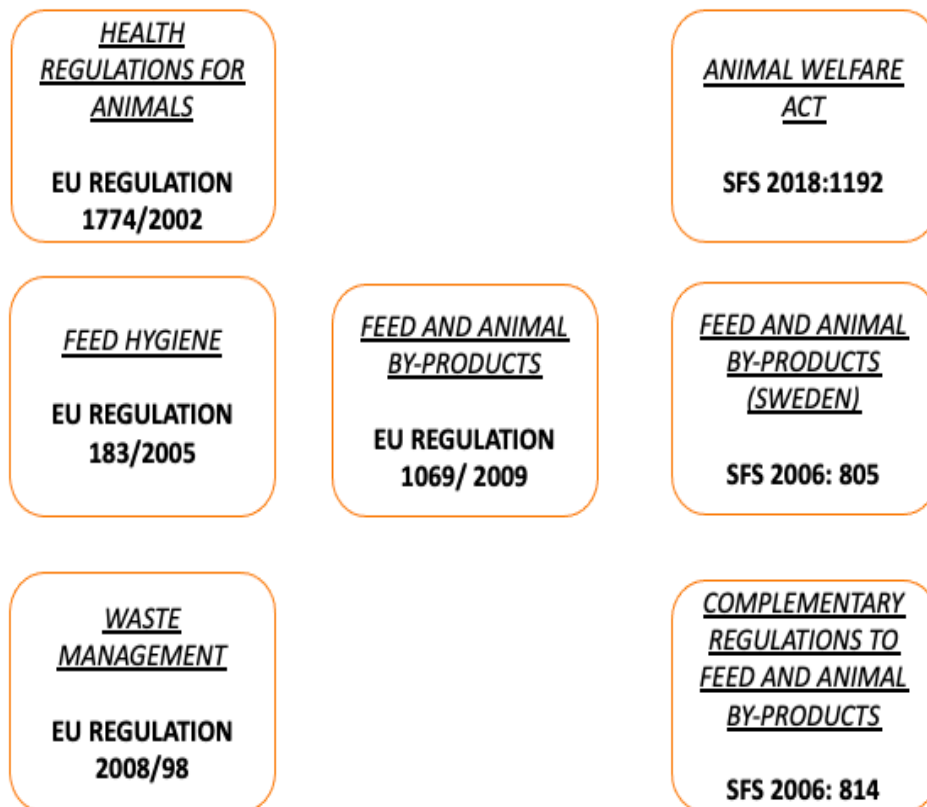 HEALTH
REGULATIONS FOR
ANIMALS
EU REGULATION
1774/2002
ANIMAL WELFARE
ACT
SFS 2018:1192
FEED HYGIENE
EU REGULATION
183/2005
FEED AND ANIMAL
BY-PRODUCTS
EU REGULATION
1069/ 2009
FEED AND ANIMAL
BY-PRODUCTS
(SWEDEN)
SFS 2006: 805
WASTE
MANAGEMENT
EU REGULATION
2008/98
COMPLEMENTARY
REGULATIONS TO
FEED AND ANIMAL
BY-PRODUCTS
SFS 2006: 814